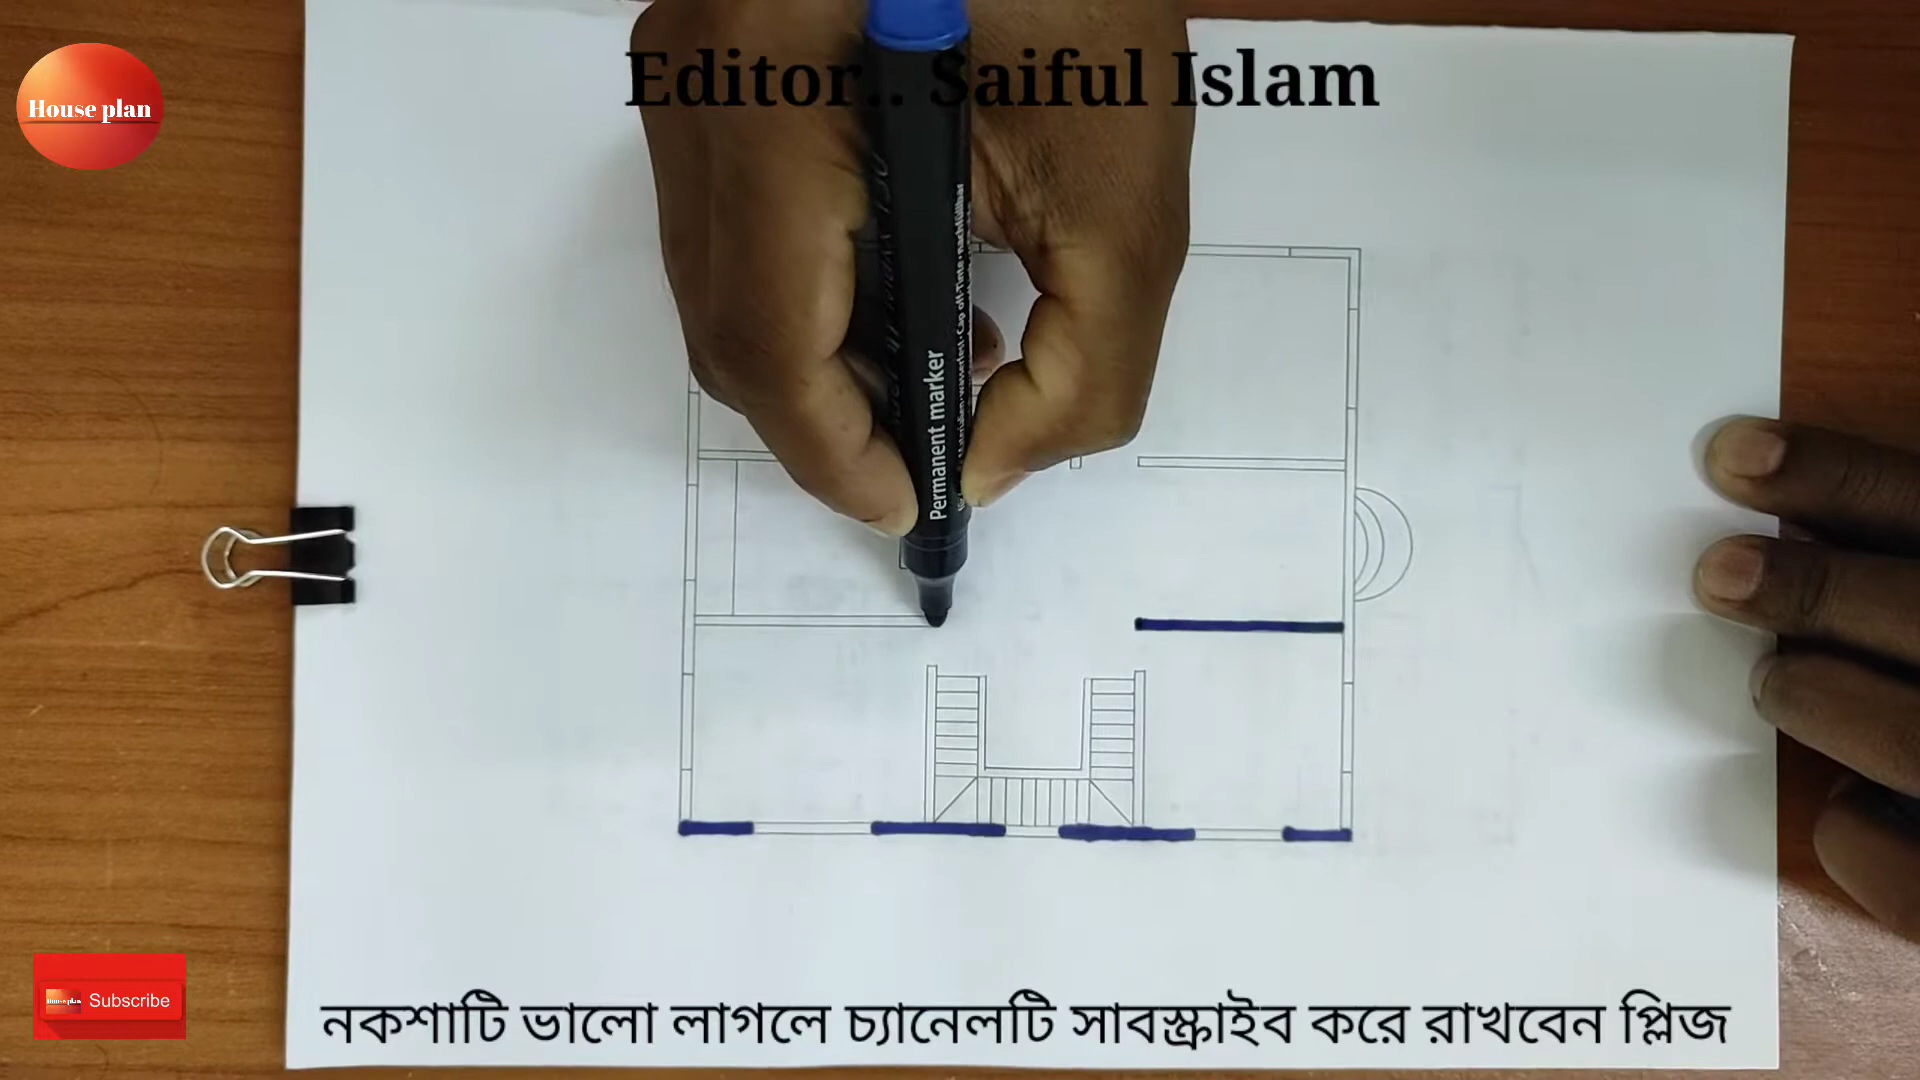 Editor.. Saiful Islam
House plan
Permanent marker
Subscribe
নকশাটি ভালো লাগলে চ্যানেলটি সাবস্ক্রাইব করে রাখবেন প্লিজ